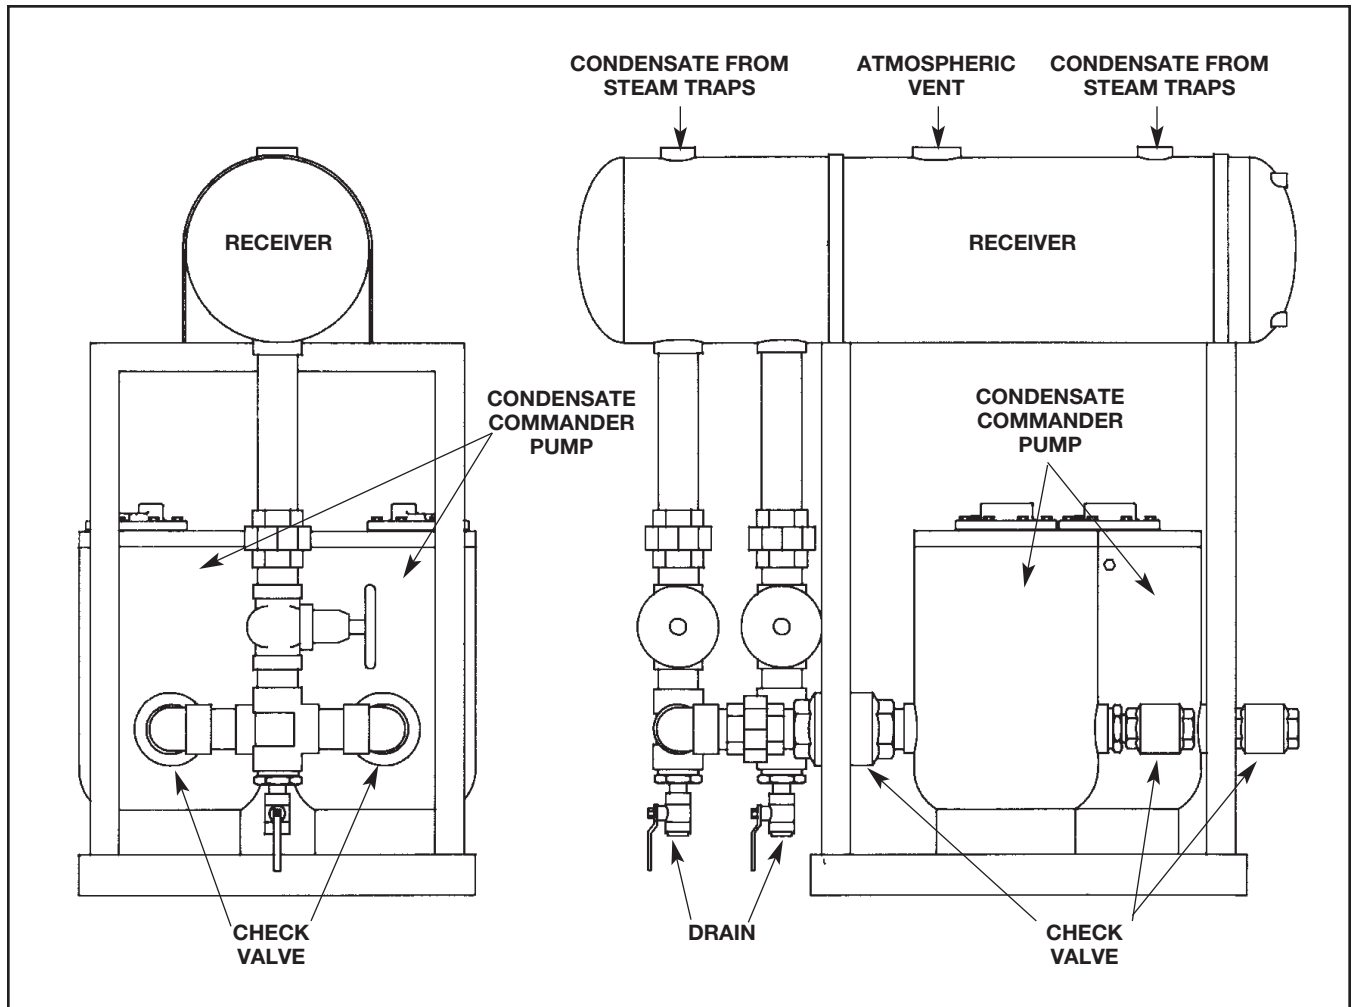 CONDENSATE FROM
STEAM TRAPS
ATMOSPHERIC
VENT
CONDENSATE FROM
STEAM TRAPS
RECEIVER
RECEIVER
CONDENSATE
COMMANDER
PUMP
CONDENSATE
COMMANDER
PUMP
CHECK
VALVE
DRAIN
CHECK
VALVE